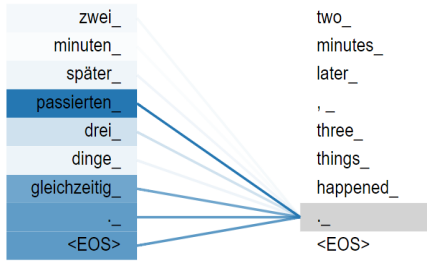 zwei_ two_
minuten_ minutes_
später_ later_
passierten_ , _
drei_ three_
dinge_ things_
gleichzeitig_ happened_
._ ._
<EOS> <EOS>